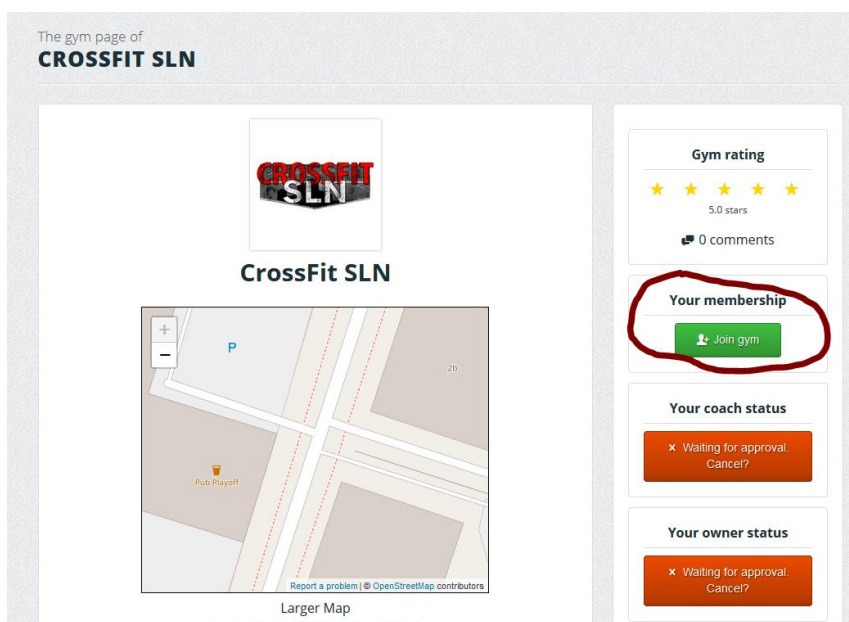 The gym page of
CROSSFIT SLN
CROSSFIT
SLN
CrossFit SLN
+
−
P
2b
Pub Playoff
Report a problem | © OpenStreetMap contributors
Larger Map
Gym rating
5.0 stars
0 comments
Your membership
Join gym
Your coach status
× Waiting for approval.
Cancel?
Your owner status
× Waiting for approval.
Cancel?